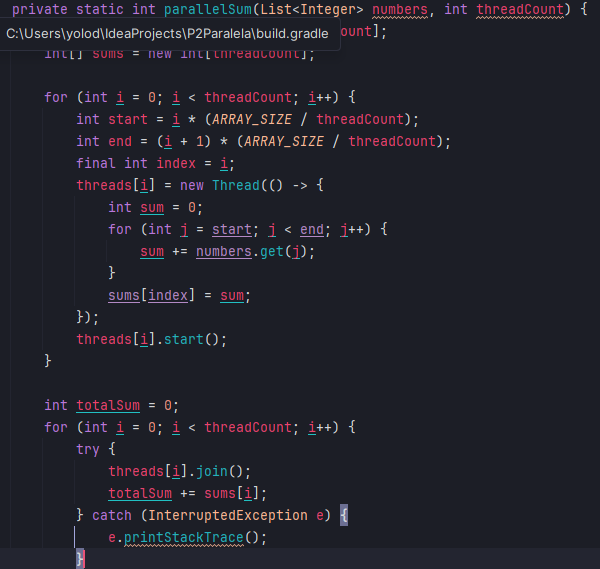 private static int parallelSum(List<Integer> numbers, int threadCount) {
C:\Users\yolod\IdeaProjects\P2Paralela\build.gradle
ount];
int[] sums = new int[threadCount];
for (int i = 0; i < threadCount; i++) {
int start = i * (ARRAY_SIZE / threadCount);
int end = (i + 1) * (ARRAY_SIZE / threadCount);
final int index = i;
threads[i] = new Thread(() -> {
int sum = 0;
for (int j = start; j < end; j++) {
sum += numbers.get(j);
}
sums[index] = sum;
});
threads[i].start();
}
int totalSum = 0;
for (int i = 0; i < threadCount; i++) {
try {
threads[i].join();
totalSum += sums[i];
} catch (InterruptedException e) {
e.printStackTrace();
}